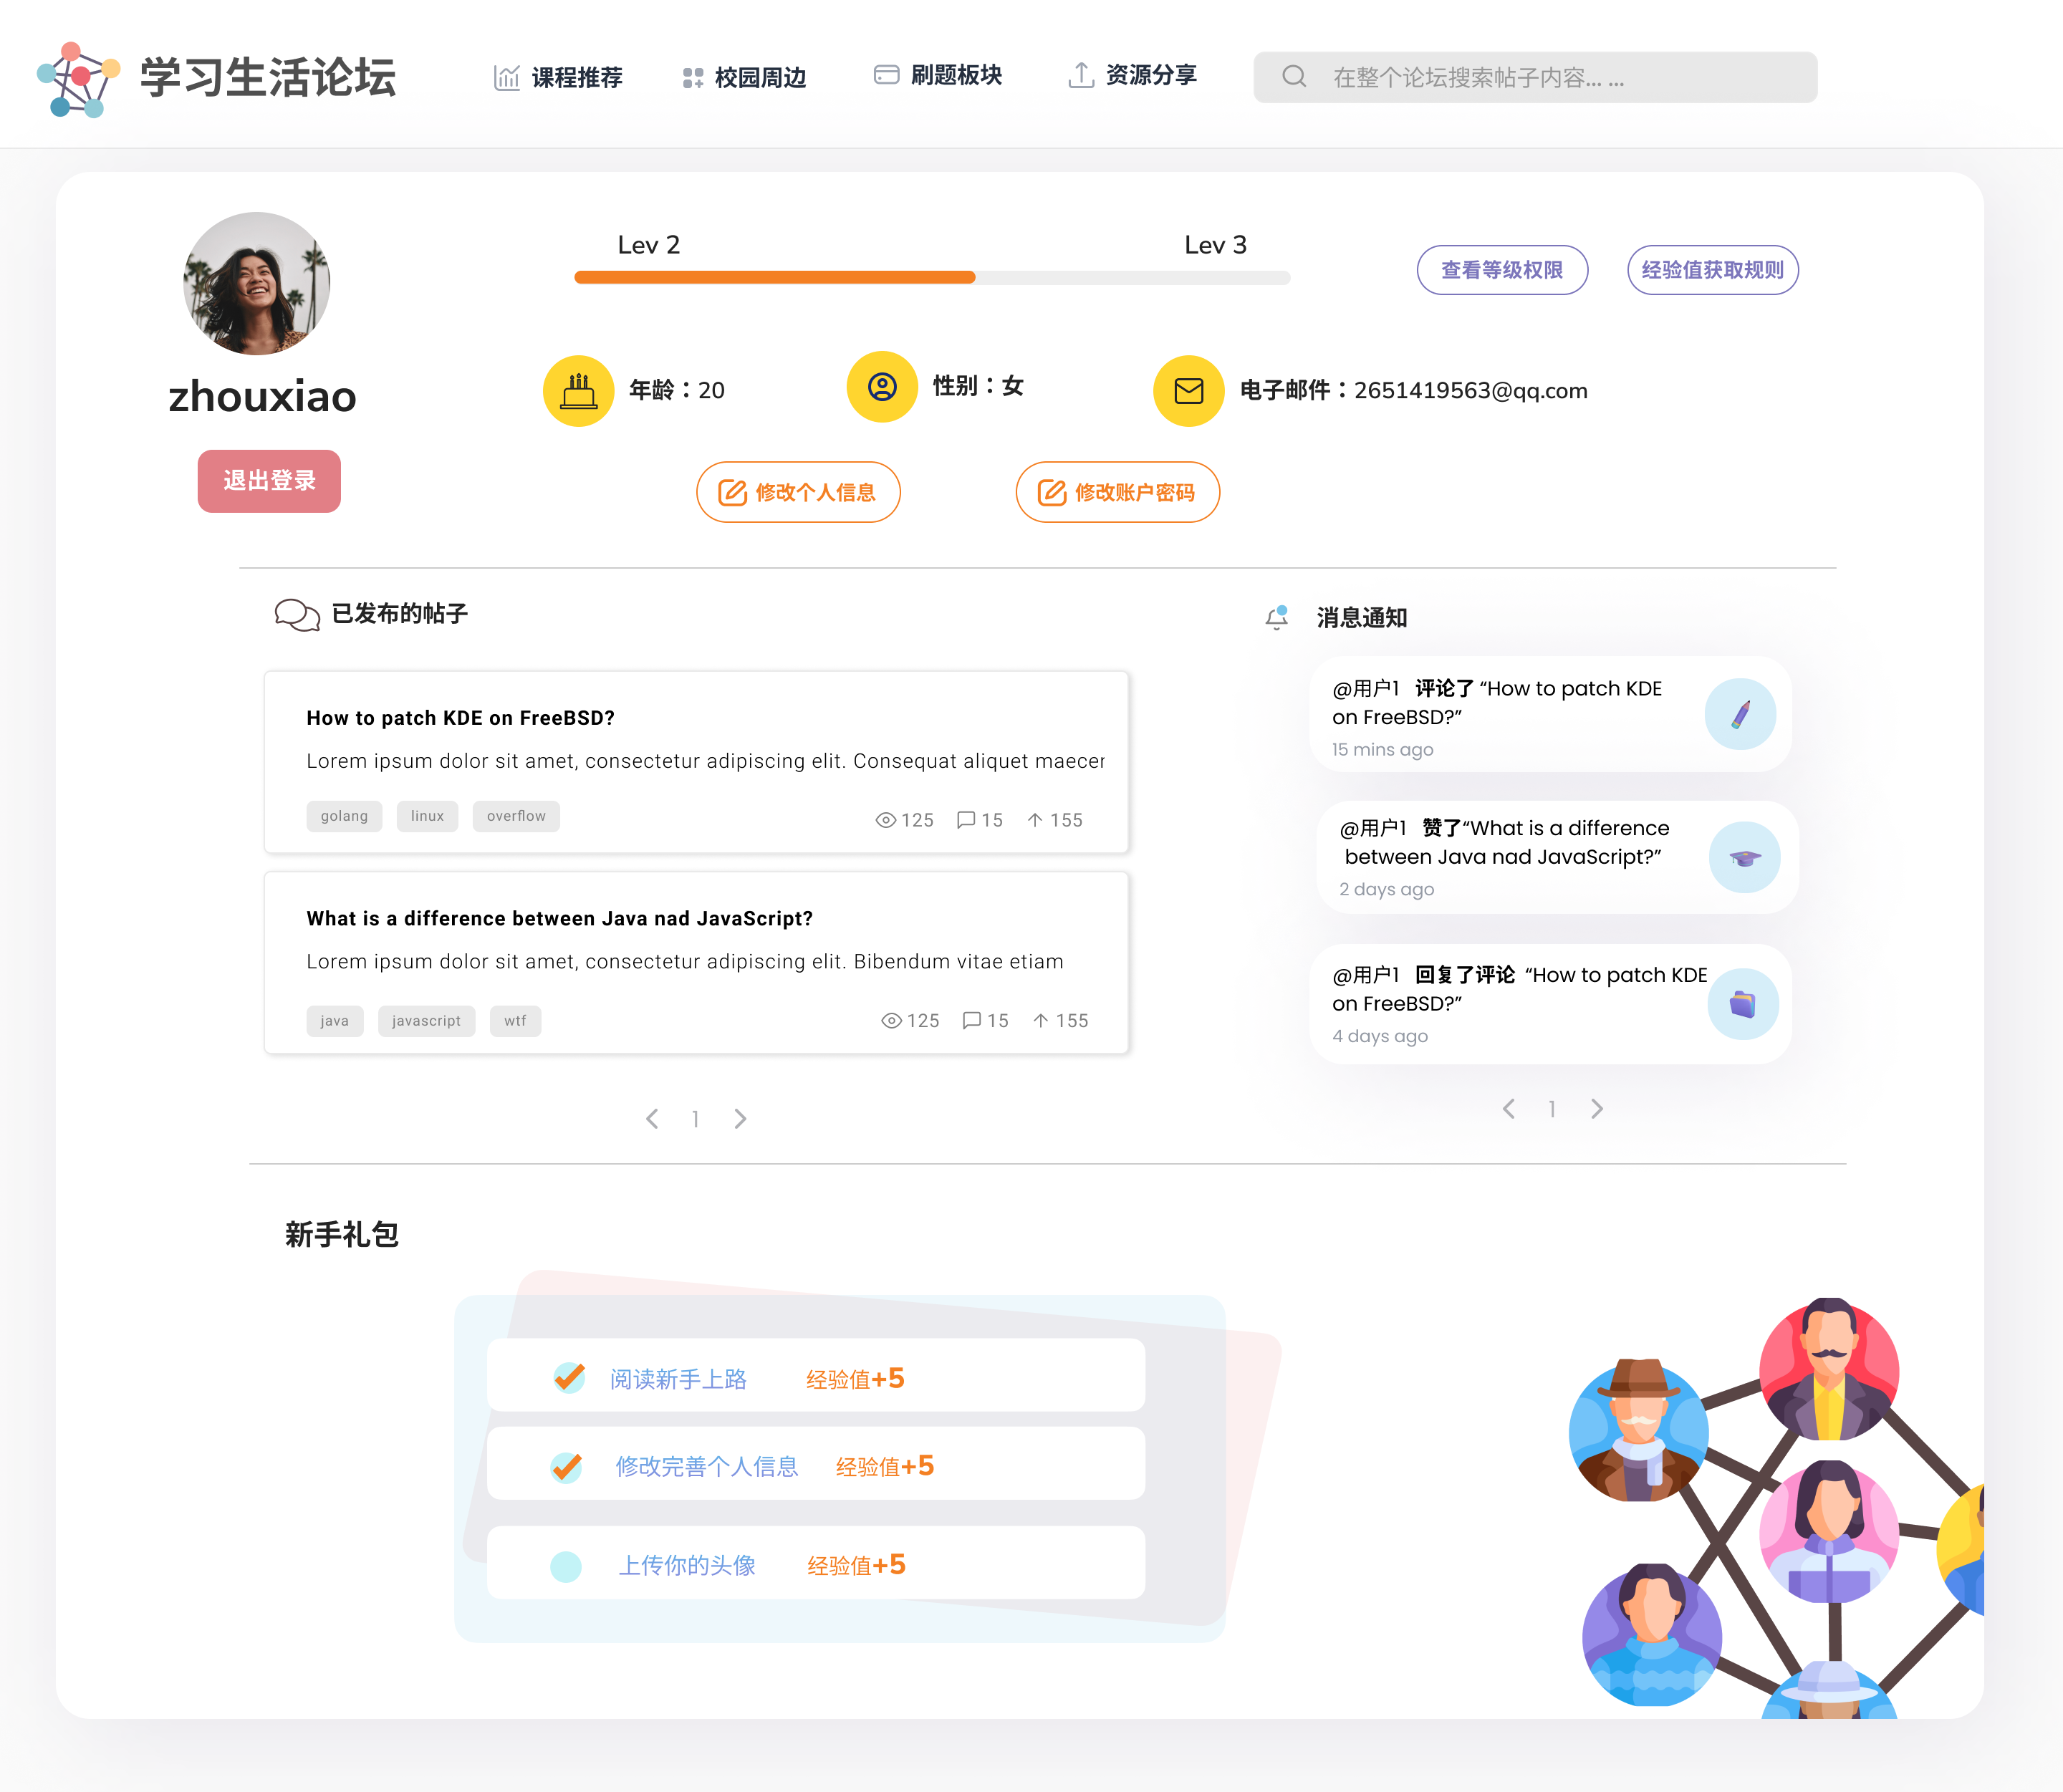 学习生活论坛
课程推荐
校园周边
刷题板块
资源分享
在整个论坛搜索帖子内容... ...
Lev 2
Lev 3
查看等级权限
经验值获取规则
zhouxiao
年龄：20
性别：女
电子邮件：2651419563@qq.com
退出登录
修改个人信息
修改账户密码
已发布的帖子
How to patch KDE on FreeBSD?
Lorem ipsum dolor sit amet, consectetur adipiscing elit. Consequat aliquet maecen
golang
linux
overflow
125
15
155
What is a difference between Java nad JavaScript?
Lorem ipsum dolor sit amet, consectetur adipiscing elit. Bibendum vitae etiam
java
javascript
wtf
125
15
155
1
消息通知
@用户1 评论了 “How to patch KDE
on FreeBSD?”
15 mins ago
@用户1 赞了“What is a difference
between Java nad JavaScript?”
2 days ago
@用户1 回复了评论 “How to patch KDE
on FreeBSD?”
4 days ago
1
新手礼包
阅读新手上路 经验值+5
修改完善个人信息 经验值+5
上传你的头像 经验值+5